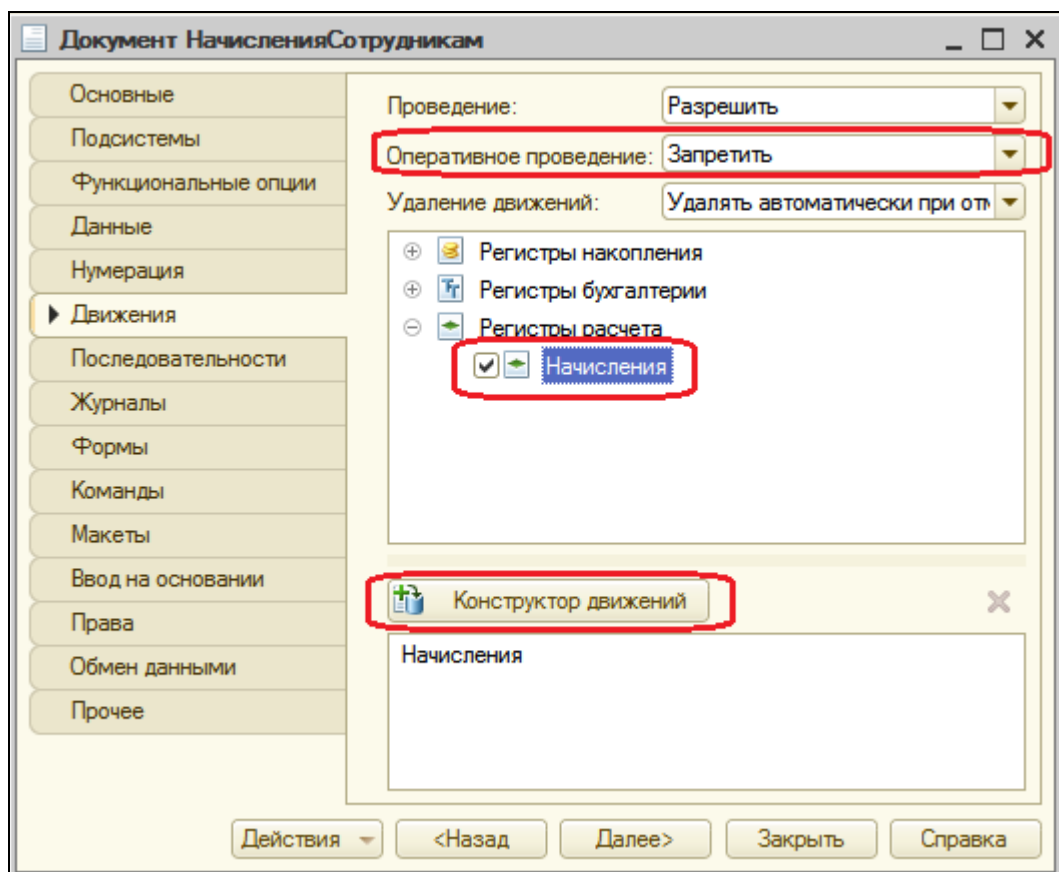 Документ НачисленияСотрудникам
Основные
Подсистемы
Функциональные опции
Данные
Нумерация
Движения
Последовательности
Журналы
Формы
Команды
Макеты
Ввод на основании
Права
Обмен данными
Прочее
Проведение: Разрешить
Оперативное проведение: Запретить
Удаление движений: Удалять автоматически при отм
Регистры накопления
Регистры бухгалтерии
Регистры расчета
Начисления
Конструктор движений
Начисления
Действия <Назад Далее> Закрыть Справка